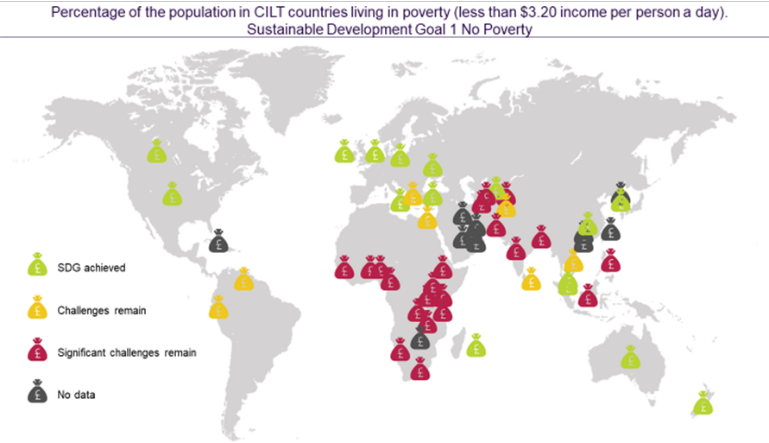 Percentage of the population in CILT countries living in poverty (less than $3.20 income per person a day).
Sustainable Development Goal 1 No Poverty
SDG achieved
Challenges remain
Significant challenges remain
No data